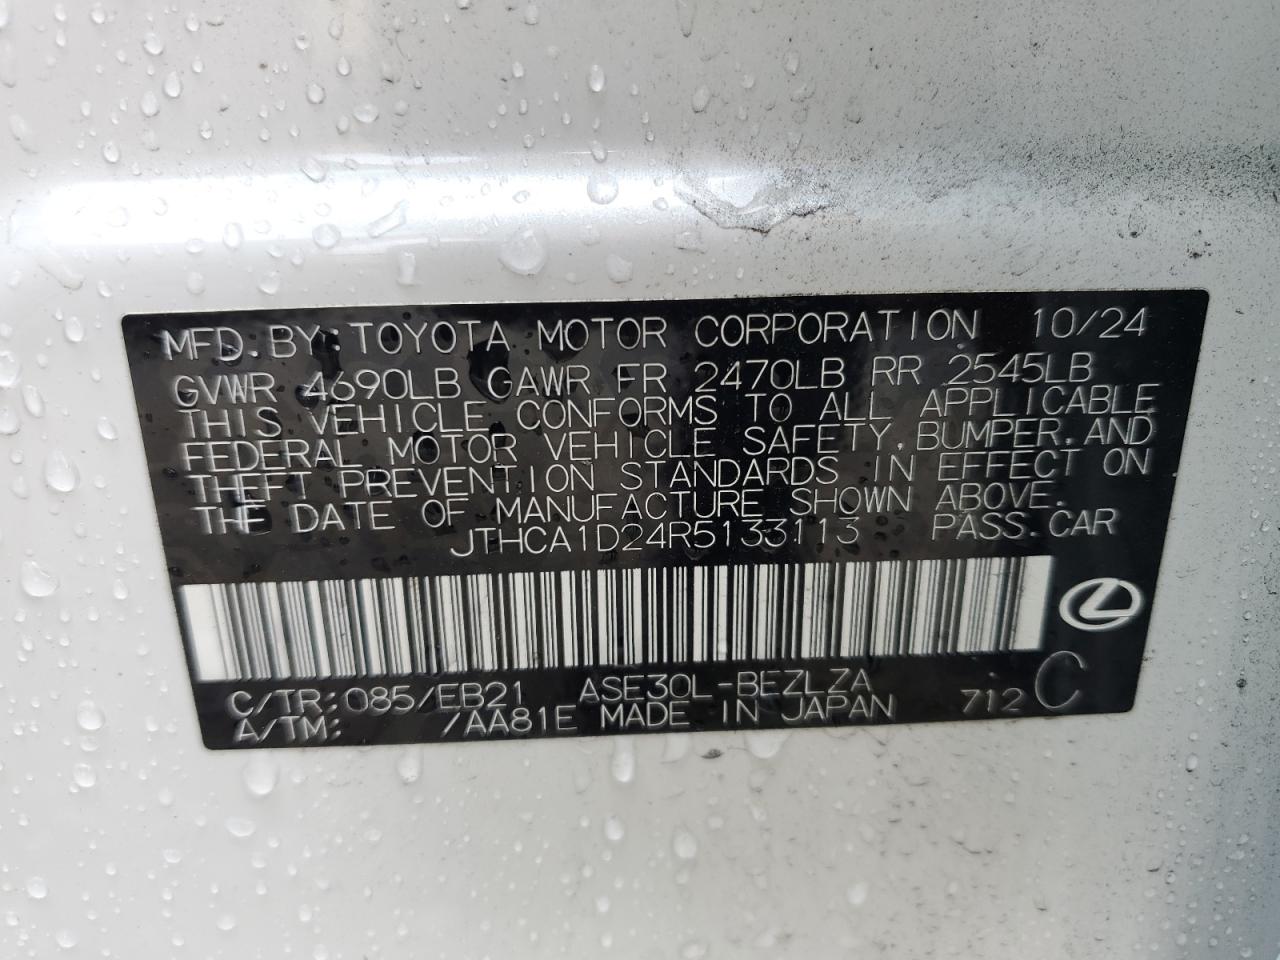 MFD. BY: TOYOTA MOTOR CORPORATION 10/24
GVWR 4690LB GAWR FR 2470LB RR 2545LB
THIS VEHICLE CONFORMS TO ALL APPLICABLE
FEDERAL MOTOR VEHICLE SAFETY, BUMPER, AND
THEFT PREVENTION STANDARDS IN EFFECT ON
THE DATE OF MANUFACTURE SHOWN ABOVE.
JTHCA1D24R5133113 PASS. CAR
C/TR: 085/EB21 ASE30L-BEZLZA
A/TM: /AA81E MADE IN JAPAN 712 C